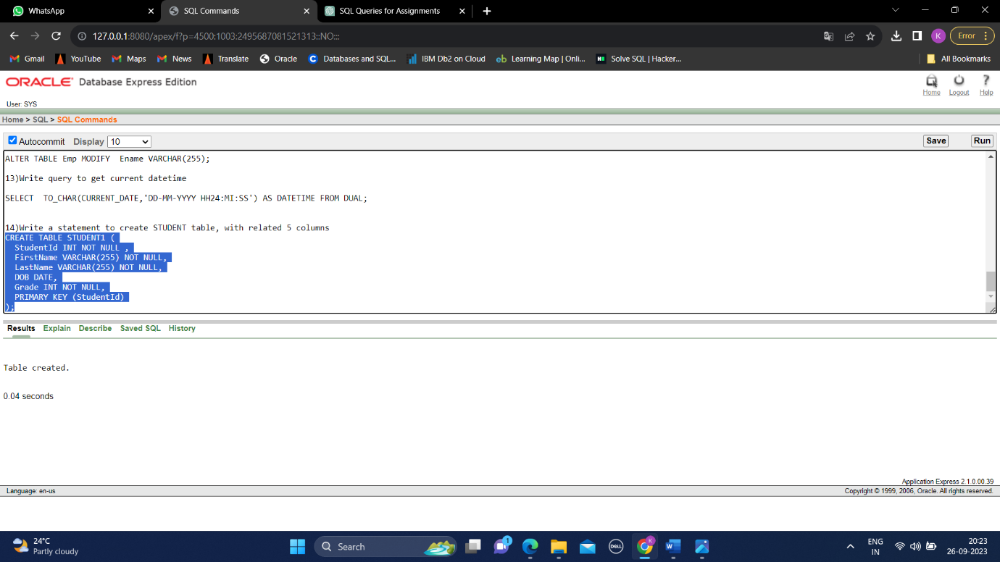 WhatsApp
SQL Commands
SQL Queries for Assignments
127.0.0.1:8080/apex/f?p=4500:1003:2495687081521313::NO:::
K
Error
Gmail
YouTube
Maps
News
Translate
Oracle
Databases and SQL...
IBM Db2 on Cloud
Learning Map | Onli...
Solve SQL | Hacker...
All Bookmarks
ORACLE Database Express Edition
Home
Logout
Help
User: SYS
Home > SQL > SQL Commands
Autocommit Display 10
Save
Run
ALTER TABLE Emp MODIFY  Ename VARCHAR(255);
13)Write query to get current datetime
SELECT  TO_CHAR(CURRENT_DATE,'DD-MM-YYYY HH24:MI:SS') AS DATETIME FROM DUAL;
14)Write a statement to create STUDENT table, with related 5 columns
CREATE TABLE STUDENT1 (
StudentId INT NOT NULL ,
FirstName VARCHAR(255) NOT NULL,
LastName VARCHAR(255) NOT NULL,
DOB DATE,
Grade INT NOT NULL,
PRIMARY KEY (StudentId)
);
Results Explain Describe Saved SQL History
Table created.
0.04 seconds
Application Express 2.1.0.00.39
Language: en-us
Copyright © 1999, 2006, Oracle. All rights reserved.
24°C
Partly cloudy
Search
1
DELL
K
W
ENG
IN
20:23
26-09-2023